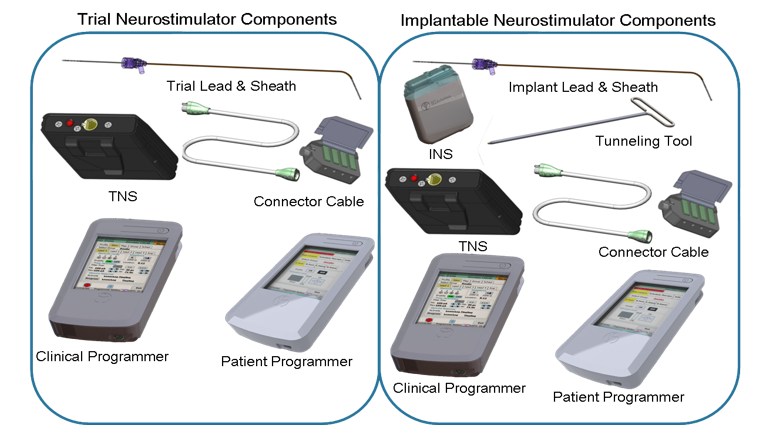 Trial Neurostimulator Components
Trial Lead & Sheath
TNS
Connector Cable
Clinical Programmer
Patient Programmer
Implantable Neurostimulator Components
Implant Lead & Sheath
INS
Tunneling Tool
TNS
Connector Cable
Clinical Programmer
Patient Programmer